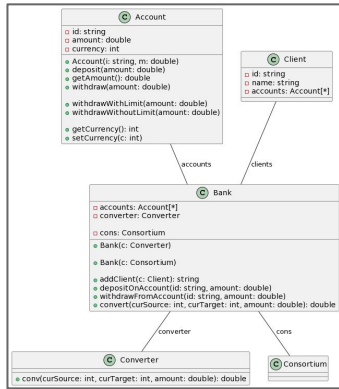 C Account
id: string
amount: double
currency: int
Account(i: string, m: double)
deposit(amount: double)
getAmount(): double
withdraw(amount: double)
withdrawWithLimit(amount: double)
withdrawWithoutLimit(amount: double)
getCurrency(): int
setCurrency(c: int)
C Client
id: string
name: string
accounts: Account[*]
accounts
clients
C Bank
accounts: Account[*]
converter: Converter
cons: Consortium
Bank(c: Converter)
Bank(c: Consortium)
addClient(c: Client): string
depositOnAccount(id: string, amount: double)
withdrawFromAccount(id: string, amount: double)
convert(curSource: int, curTarget: int, amount: double): double
converter
cons
C Converter
conv(curSource: int, curTarget: int, amount: double): double
C Consortium